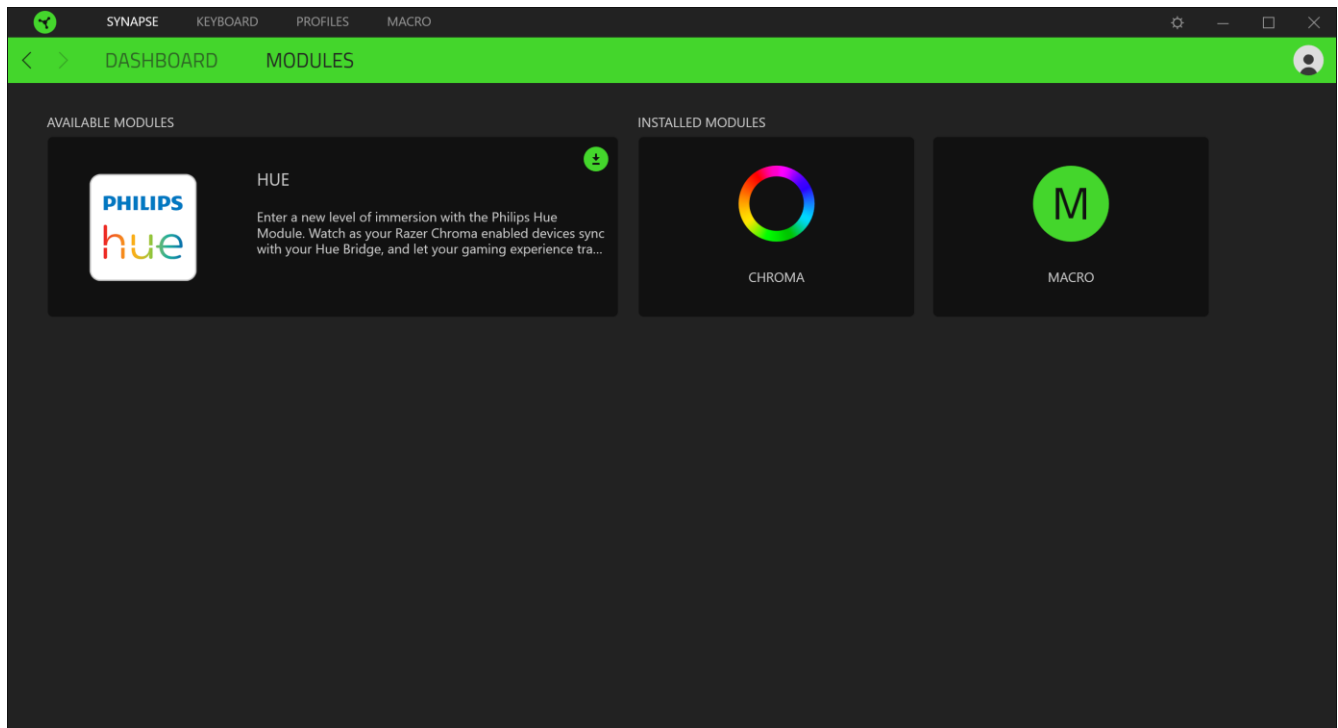 SYNAPSE KEYBOARD PROFILES MACRO
DASHBOARD MODULES
AVAILABLE MODULES
PHILIPS
hue
HUE
Enter a new level of immersion with the Philips Hue
Module. Watch as your Razer Chroma enabled devices sync
with your Hue Bridge, and let your gaming experience tra...
INSTALLED MODULES
CHROMA
M
MACRO